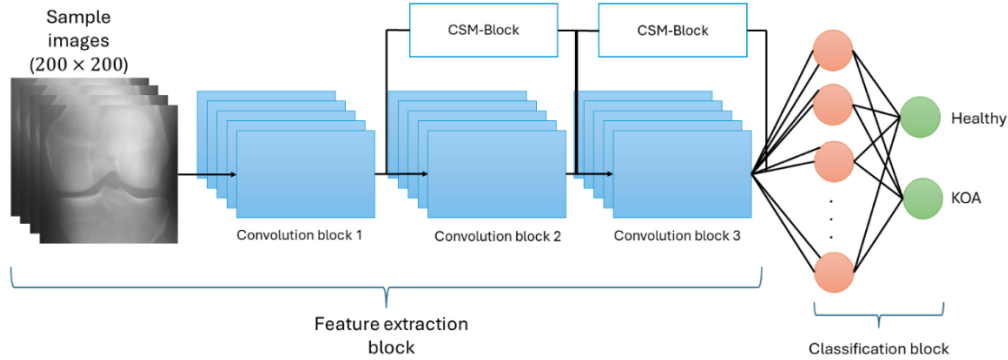 Sample
images
(200 × 200)
CSM-Block
CSM-Block
Convolution block 1
Convolution block 2
Convolution block 3
Healthy
KOA
Feature extraction
block
Classification block